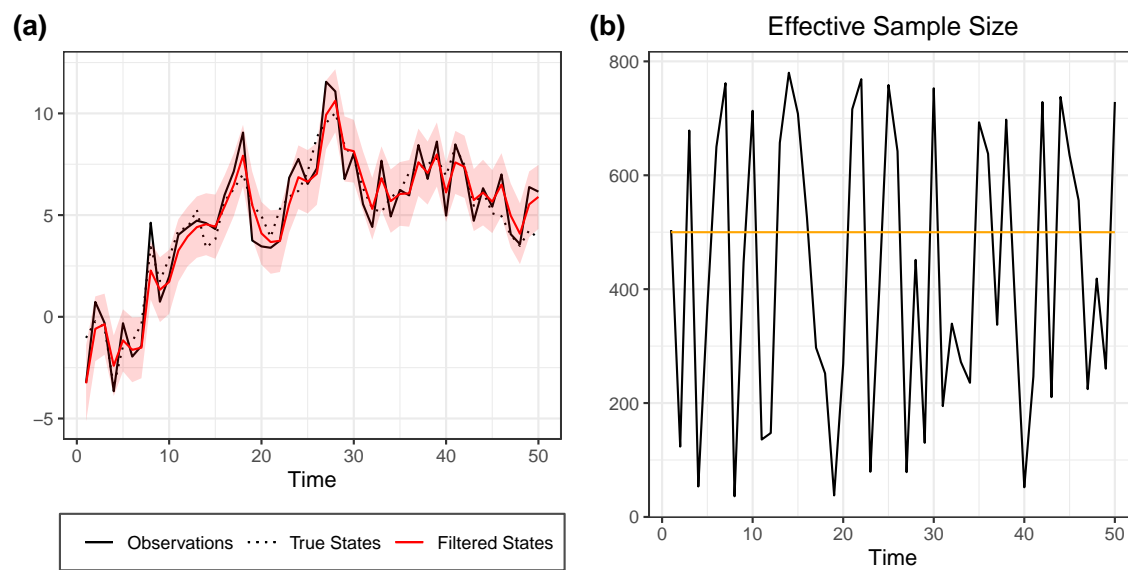 (a)
10
5
0
−5
0 10 20 30 40 50
Time
Observations True States Filtered States
(b) Effective Sample Size
800
600
400
200
0
0 10 20 30 40 50
Time